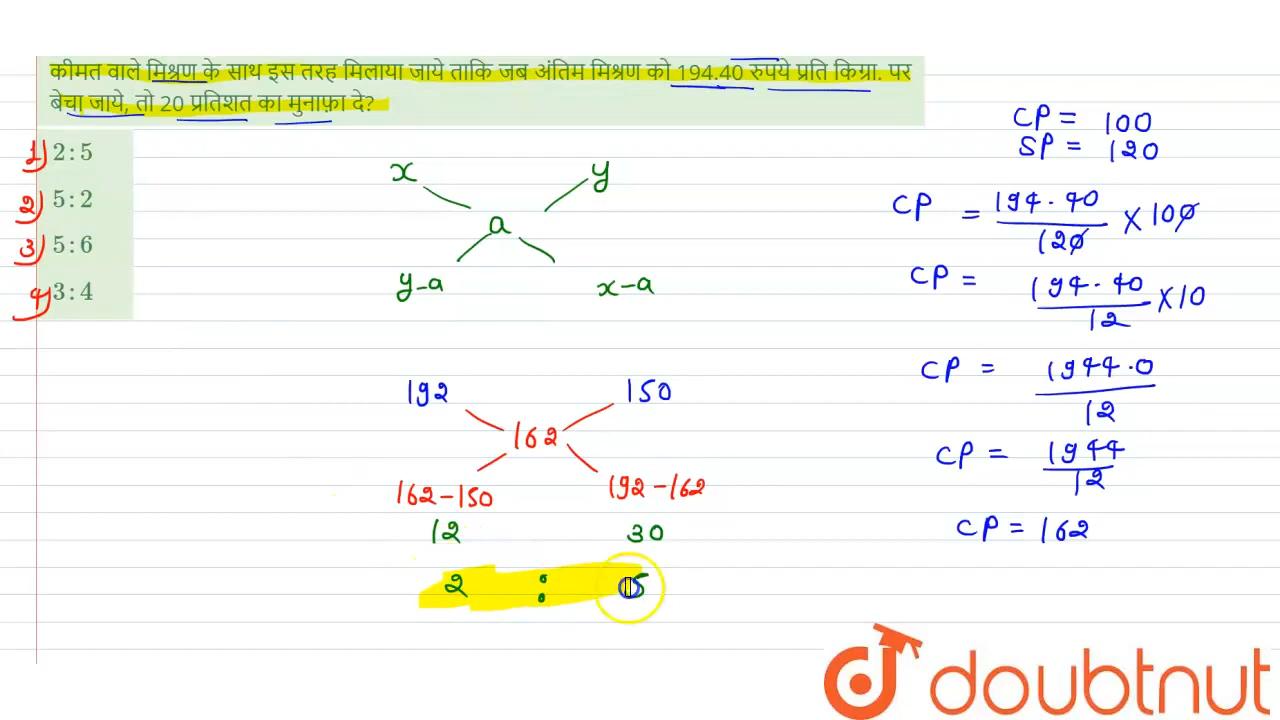 कीमत वाले मिश्रण के साथ इस तरह मिलाया जाये ताकि जब अंतिम मिश्रण को 194.40 रुपये प्रति किग्रा. पर
बेचा जाये, तो 20 प्रतिशत का मुनाफ़ा दे?
1) 2 : 5
2) 5 : 2
3) 5 : 6
4) 3 : 4
x y
a
y-a x-a
192 150
162
162-150 192-162
12 30
2 : 5
CP = 100
SP = 120
CP = 194.40/120 × 100
CP = 194.40/12 × 10
CP = 1944.0/12
CP = 1944/12
CP = 162
doubtnut